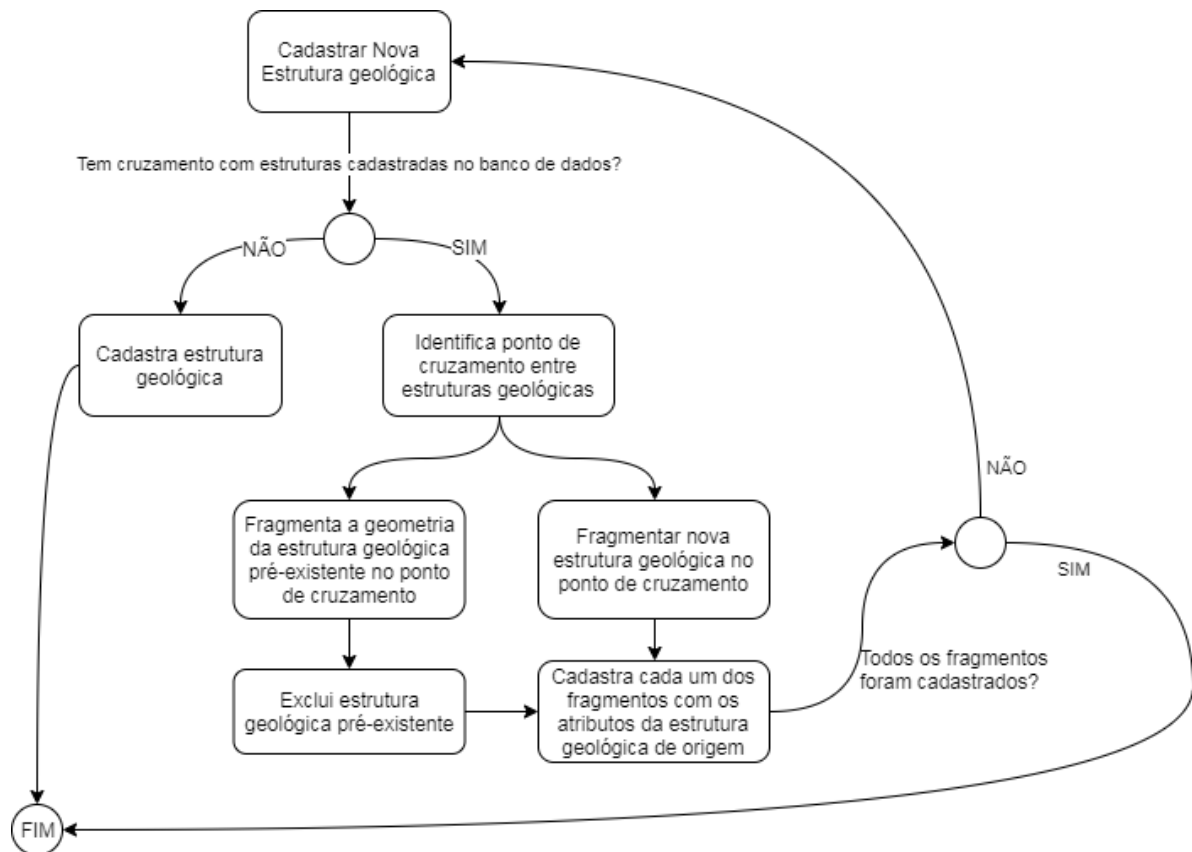 Cadastrar Nova
Estrutura geológica
Tem cruzamento com estruturas cadastradas no banco de dados?
NÃO
SIM
Cadastra estrutura
geológica
Identifica ponto de
cruzamento entre
estruturas geológicas
Fragmenta a geometria
da estrutura geológica
pré-existente no ponto
de cruzamento
Fragmentar nova
estrutura geológica no
ponto de cruzamento
Exclui estrutura
geológica pré-existente
Cadastra cada um dos
fragmentos com os
atributos da estrutura
geológica de origem
Todos os fragmentos
foram cadastrados?
NÃO
SIM
FIM